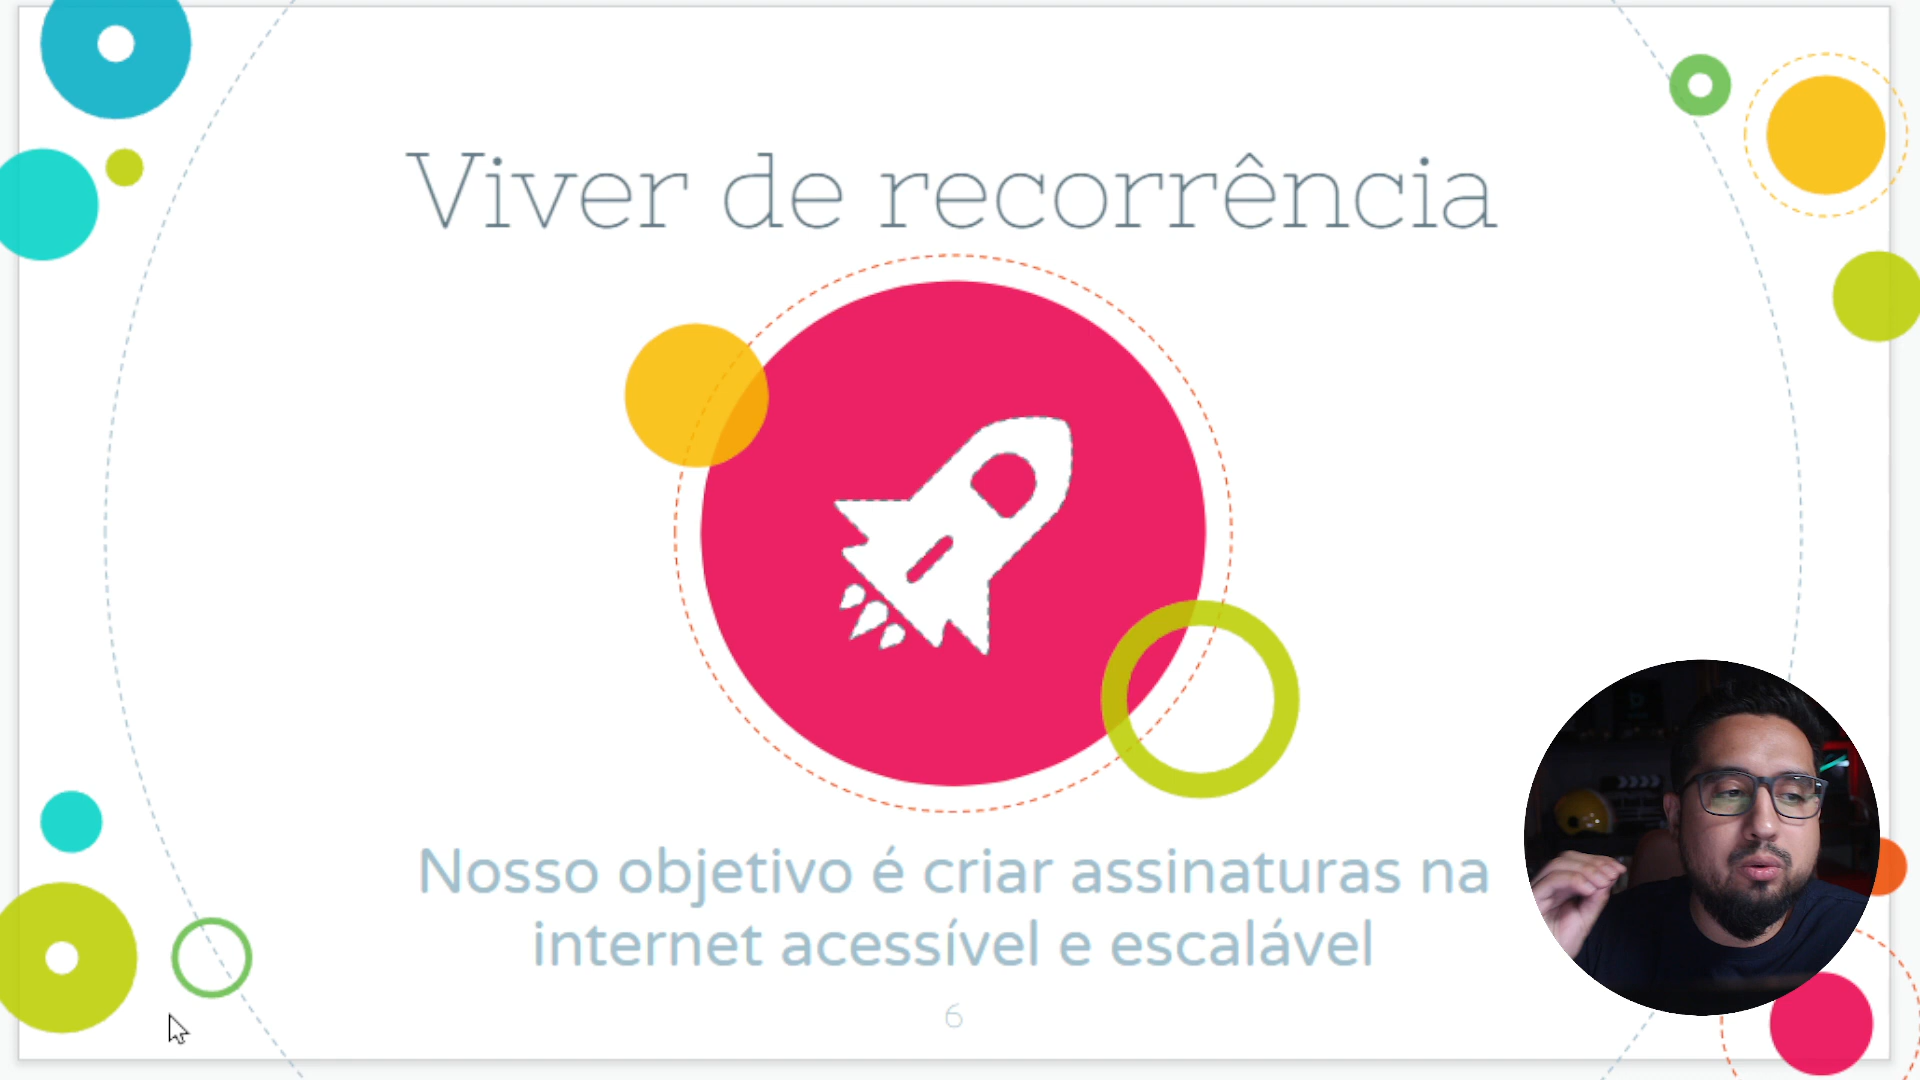 Viver de recorrência
Nosso objetivo é criar assinaturas na
internet acessível e escalável
6